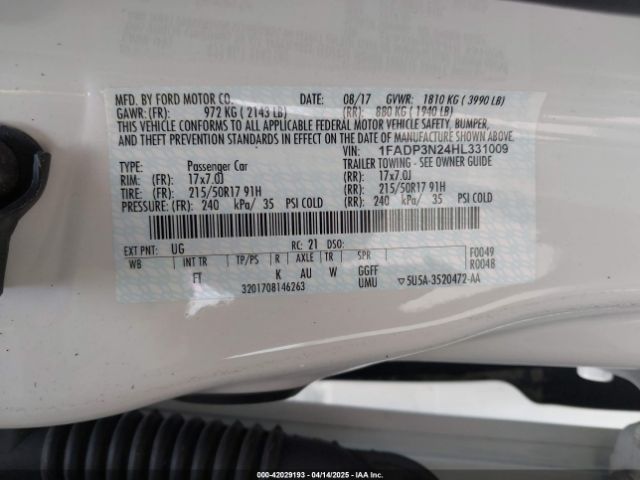 MFD. BY FORD MOTOR CO. DATE: 08/17 GVWR: 1810 KG ( 3990 LB)
GAWR: (FR): 972 KG ( 2143 LB) (RR): 880 KG ( 1940 LB)
THIS VEHICLE CONFORMS TO ALL APPLICABLE FEDERAL MOTOR VEHICLE SAFETY, BUMPER,
AND THEFT PREVENTION STANDARDS IN EFFECT ON THE DATE OF MANUFACTURE SHOWN ABOVE.
VIN: 1FADP3N24HL331009
TYPE: Passenger Car TRAILER TOWING - SEE OWNER GUIDE
RIM: (FR): 17x7.0J (RR): 17x7.0J
TIRE: (FR): 215/50R17 91H (RR): 215/50R17 91H
PRESSURE: (FR): 240 kPa/ 35 PSI COLD (RR): 240 kPa/ 35 PSI COLD
EXT PNT: UG RC: 21 DSO: F0049
WB INT TR TP/PS R AXLE TR SPR R0048
FT K AU W GGFF
3201708146263 UMU 5U5A-3520472-AA
000-42029193 04/14/2025 IAAI.COM